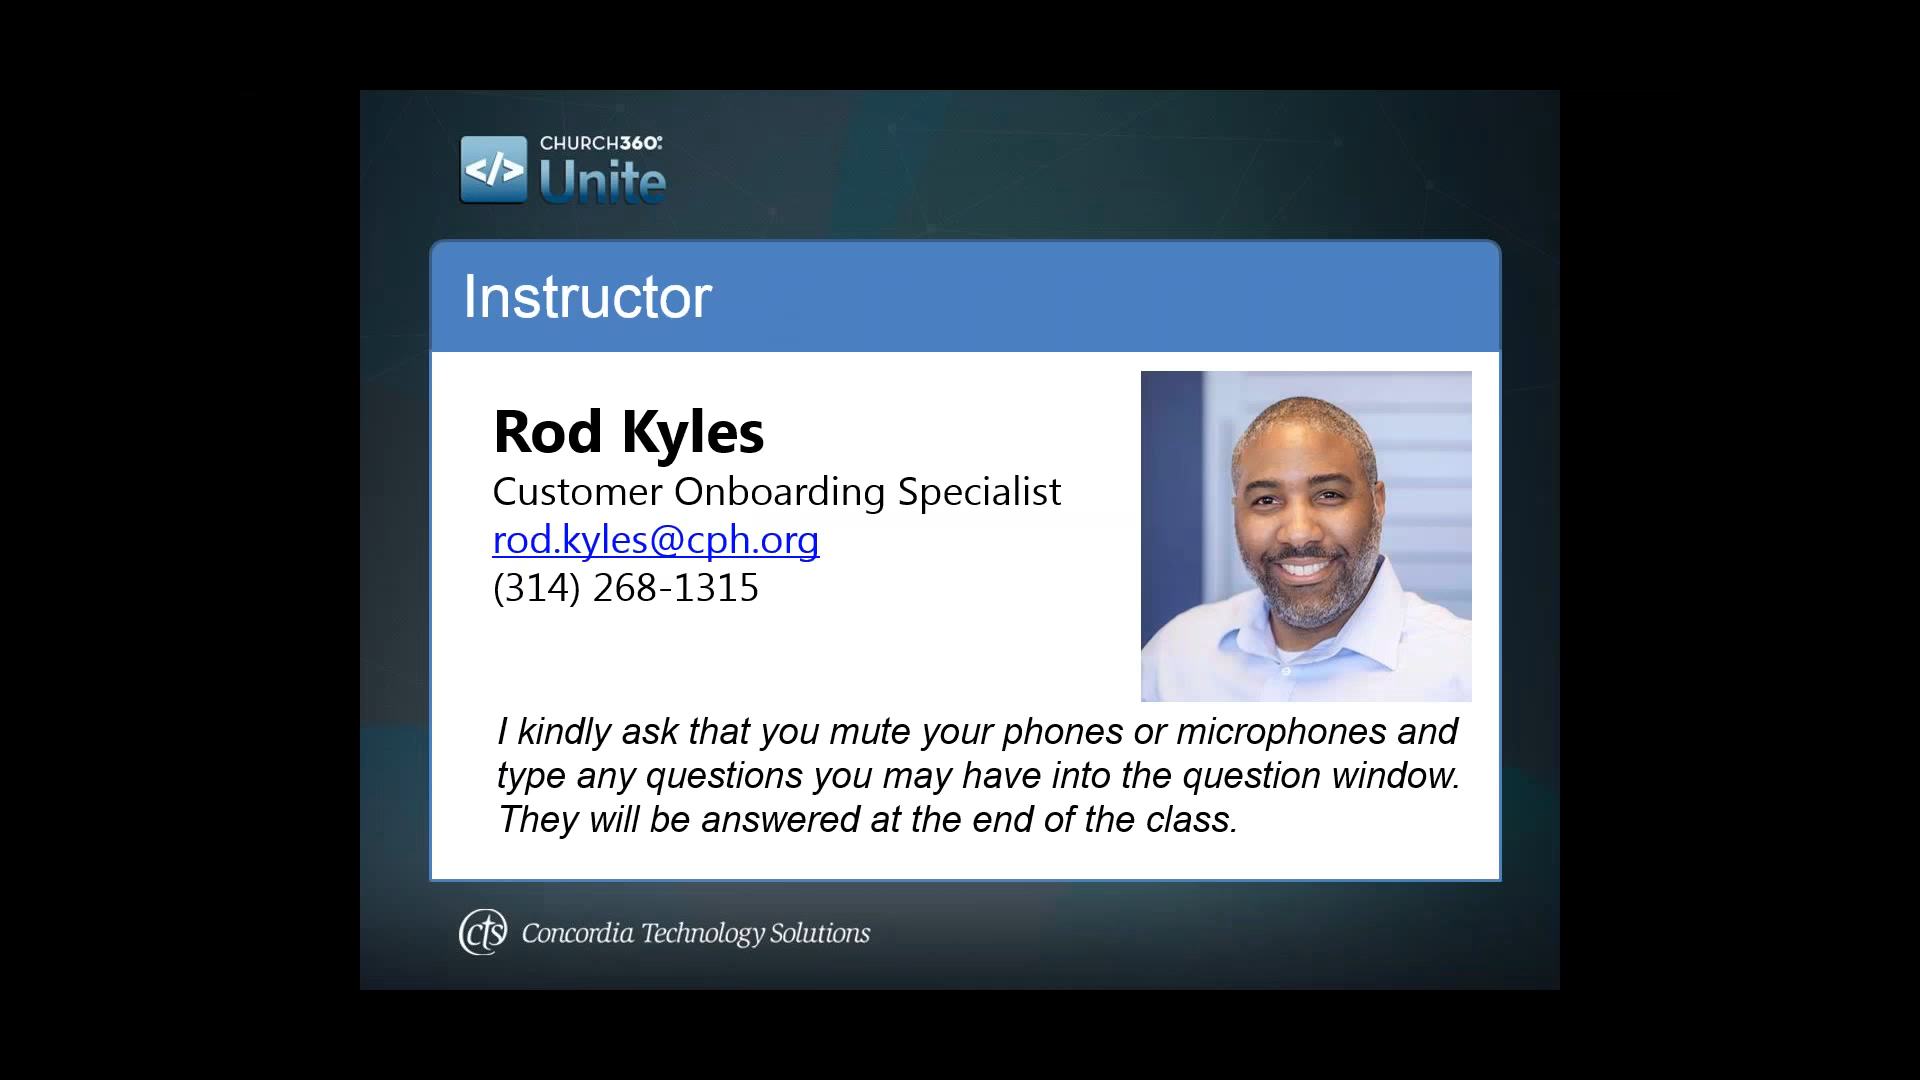 </>
CHURCH360°
Unite
Instructor
Rod Kyles
Customer Onboarding Specialist
rod.kyles@cph.org
(314) 268-1315
I kindly ask that you mute your phones or microphones and
type any questions you may have into the question window.
They will be answered at the end of the class.
cts Concordia Technology Solutions